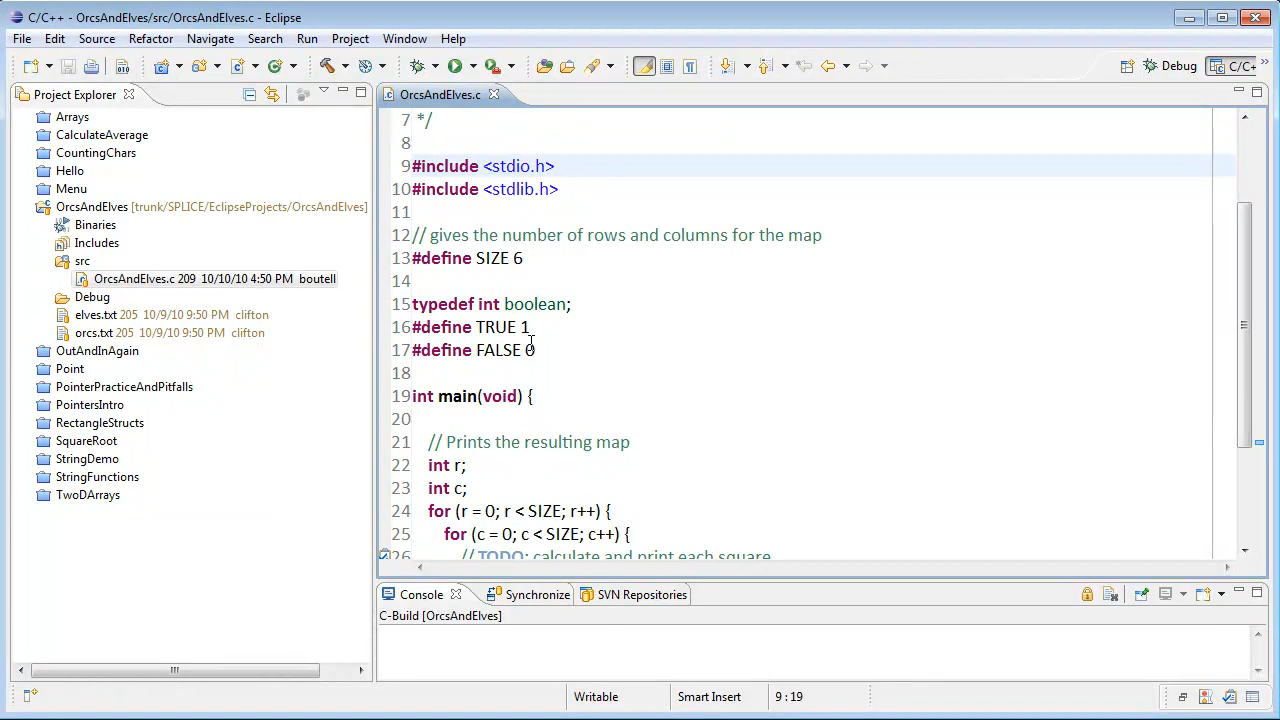 C/C++ - OrcsAndElves/src/OrcsAndElves.c - Eclipse
File Edit Source Refactor Navigate Search Run Project Window Help
Debug C/C+
Project Explorer
Arrays
CalculateAverage
CountingChars
Hello
Menu
OrcsAndElves [trunk/SPLICE/EclipseProjects/OrcsAndElves]
Binaries
Includes
src
OrcsAndElves.c 209 10/10/10 4:50 PM boutell
Debug
elves.txt 205 10/9/10 9:50 PM clifton
orcs.txt 205 10/9/10 9:50 PM clifton
OutAndInAgain
Point
PointerPracticeAndPitfalls
PointersIntro
RectangleStructs
SquareRoot
StringDemo
StringFunctions
TwoDArrays
OrcsAndElves.c
7 */
8
9 #include <stdio.h>
10 #include <stdlib.h>
11
12 // gives the number of rows and columns for the map
13 #define SIZE 6
14
15 typedef int boolean;
16 #define TRUE 1
17 #define FALSE 0
18
19 int main(void) {
20
21 // Prints the resulting map
22 int r;
23 int c;
24 for (r = 0; r < SIZE; r++) {
25 for (c = 0; c < SIZE; c++) {
26 // TODO: calculate and print each square
Console Synchronize SVN Repositories
C-Build [OrcsAndElves]
Writable Smart Insert 9 : 19